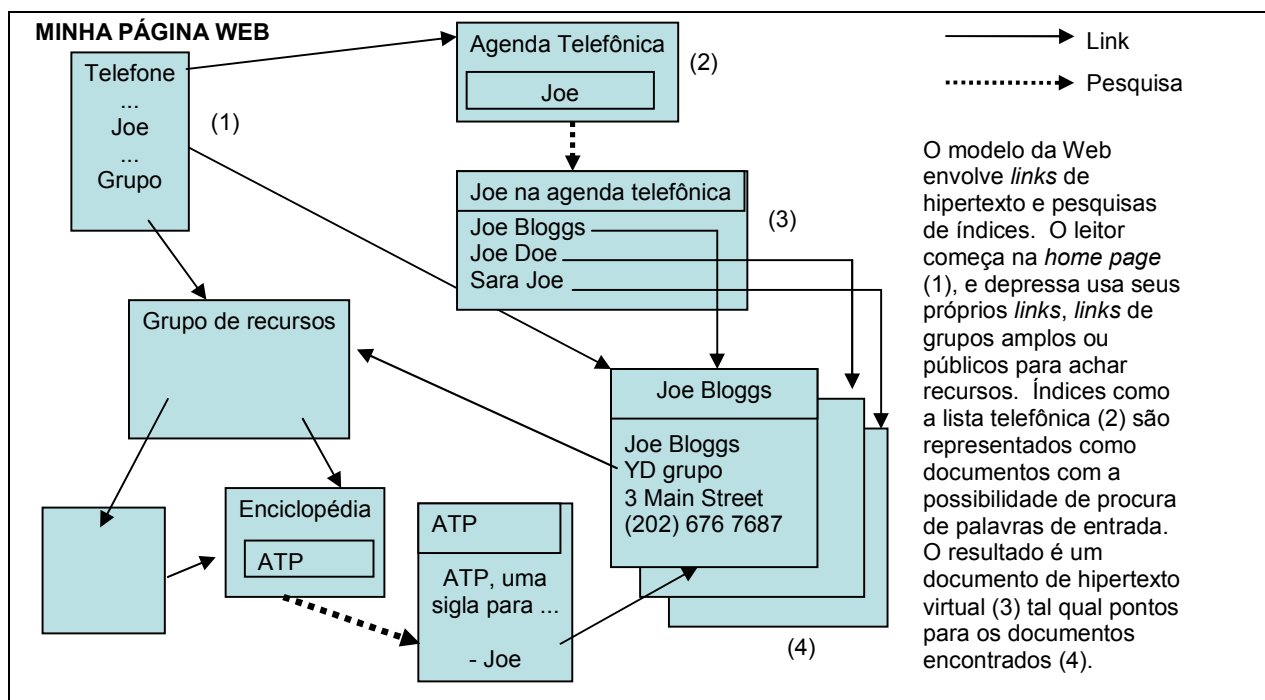 MINHA PÁGINA WEB
Telefone
...
Joe
...
Grupo
(1)
Agenda Telefônica
Joe
(2)
Joe na agenda telefônica
Joe Bloggs
Joe Doe
Sara Joe
(3)
Grupo de recursos
Joe Bloggs
Joe Bloggs
YD grupo
3 Main Street
(202) 676 7687
(4)
Enciclopédia
ATP
ATP
ATP, uma
sigla para ...
- Joe
Link
Pesquisa
O modelo da Web
envolve links de
hipertexto e pesquisas
de índices. O leitor
começa na home page
(1), e depressa usa seus
próprios links, links de
grupos amplos ou
públicos para achar
recursos. Índices como
a lista telefônica (2) são
representados como
documentos com a
possibilidade de procura
de palavras de entrada.
O resultado é um
documento de hipertexto
virtual (3) tal qual pontos
para os documentos
encontrados (4).